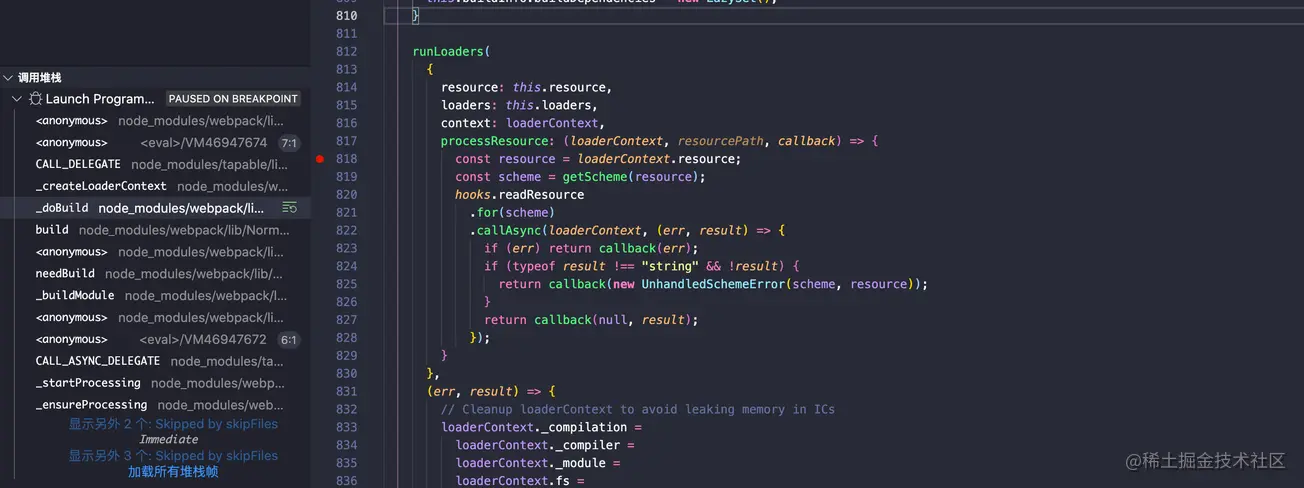 调用堆栈
Launch Program... PAUSED ON BREAKPOINT
<anonymous> node_modules/webpack/li...
<anonymous> <eval>/VM46947674 7:1
CALL_DELEGATE node_modules/tapable/li...
_createLoaderContext node_modules/w...
_doBuild node_modules/webpack/li...
build node_modules/webpack/lib/Norm...
<anonymous> node_modules/webpack/li...
needBuild node_modules/webpack/lib/...
_buildModule node_modules/webpack/l...
<anonymous> node_modules/webpack/li...
<anonymous> <eval>/VM46947672 6:1
CALL_ASYNC_DELEGATE node_modules/ta...
_startProcessing node_modules/webp...
_ensureProcessing node_modules/web...
显示另外 2 个: Skipped by skipFiles
Immediate
显示另外 3 个: Skipped by skipFiles
加载所有堆栈帧
810 }
811
812 runLoaders(
813 {
814 resource: this.resource,
815 loaders: this.loaders,
816 context: loaderContext,
817 processResource: (loaderContext, resourcePath, callback) => {
818 const resource = loaderContext.resource;
819 const scheme = getScheme(resource);
820 hooks.readResource
821 .for(scheme)
822 .callAsync(loaderContext, (err, result) => {
823 if (err) return callback(err);
824 if (typeof result !== "string" && !result) {
825 return callback(new UnhandledSchemeError(scheme, resource));
826 }
827 return callback(null, result);
828 });
829 }
830 },
831 (err, result) => {
832 // Cleanup loaderContext to avoid leaking memory in ICs
833 loaderContext._compilation =
834 loaderContext._compiler =
835 loaderContext._module =
836 loaderContext.fs =
@稀土掘金技术社区